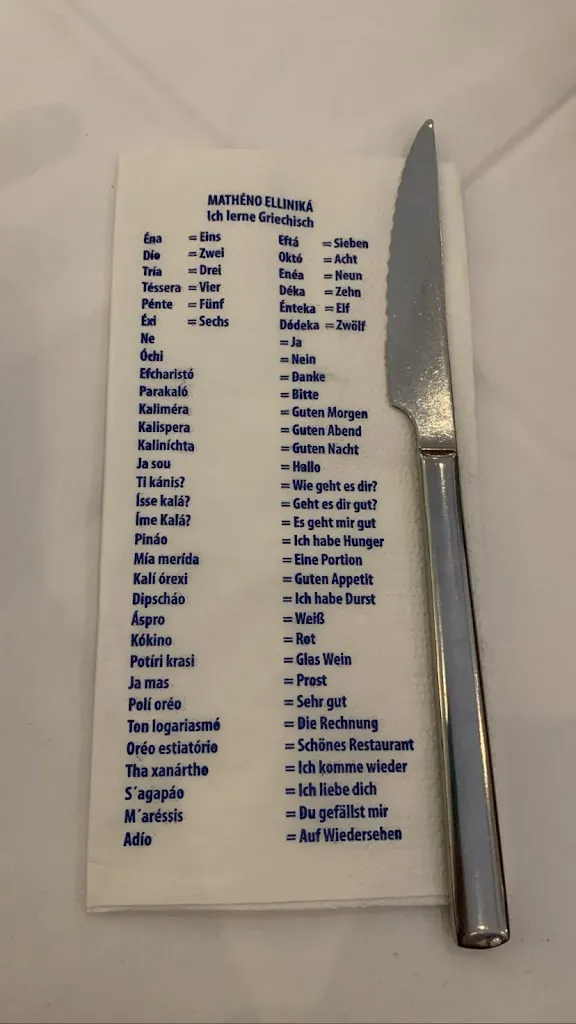 MATHÉNO ELLINIKÁ
Ich lerne Griechisch
Éna = Eins Eftá = Sieben
Dío = Zwei Októ = Acht
Tría = Drei Enéa = Neun
Téssera = Vier Déka = Zehn
Pénte = Fünf Énteka = Elf
Éxi = Sechs Dódeka = Zwölf
Ne = Ja
Óchi = Nein
Efcharistó = Danke
Parakaló = Bitte
Kaliméra = Guten Morgen
Kalispera = Guten Abend
Kaliníchta = Guten Nacht
Ja sou = Hallo
Ti kánis? = Wie geht es dir?
Ísse kalá? = Geht es dir gut?
Íme Kalá? = Es geht mir gut
Pináo = Ich habe Hunger
Mía merída = Eine Portion
Kalí órexi = Guten Appetit
Dipscháo = Ich habe Durst
Áspro = Weiß
Kókino = Rot
Potíri krasi = Glas Wein
Ja mas = Prost
Polí oréo = Sehr gut
Ton logariasmó = Die Rechnung
Oréo estiatório = Schönes Restaurant
Tha xanártho = Ich komme wieder
S´agapáo = Ich liebe dich
M´aréssis = Du gefällst mir
Adío = Auf Wiedersehen